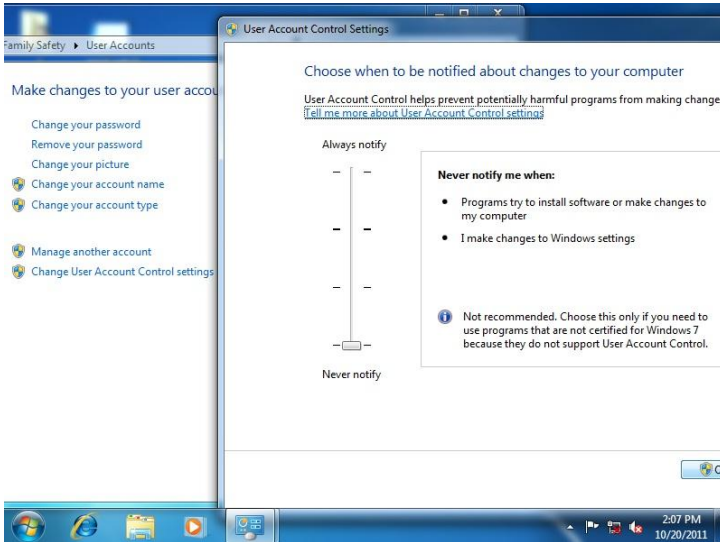 User Account Control Settings
Family Safety ▸ User Accounts
Make changes to your user accou
Change your password
Remove your password
Change your picture
Change your account name
Change your account type
Manage another account
Change User Account Control settings
Choose when to be notified about changes to your computer
User Account Control helps prevent potentially harmful programs from making change
Tell me more about User Account Control settings
Always notify
Never notify me when:
• Programs try to install software or make changes to
my computer
• I make changes to Windows settings
Not recommended. Choose this only if you need to
use programs that are not certified for Windows 7
because they do not support User Account Control.
Never notify
2:07 PM
10/20/2011